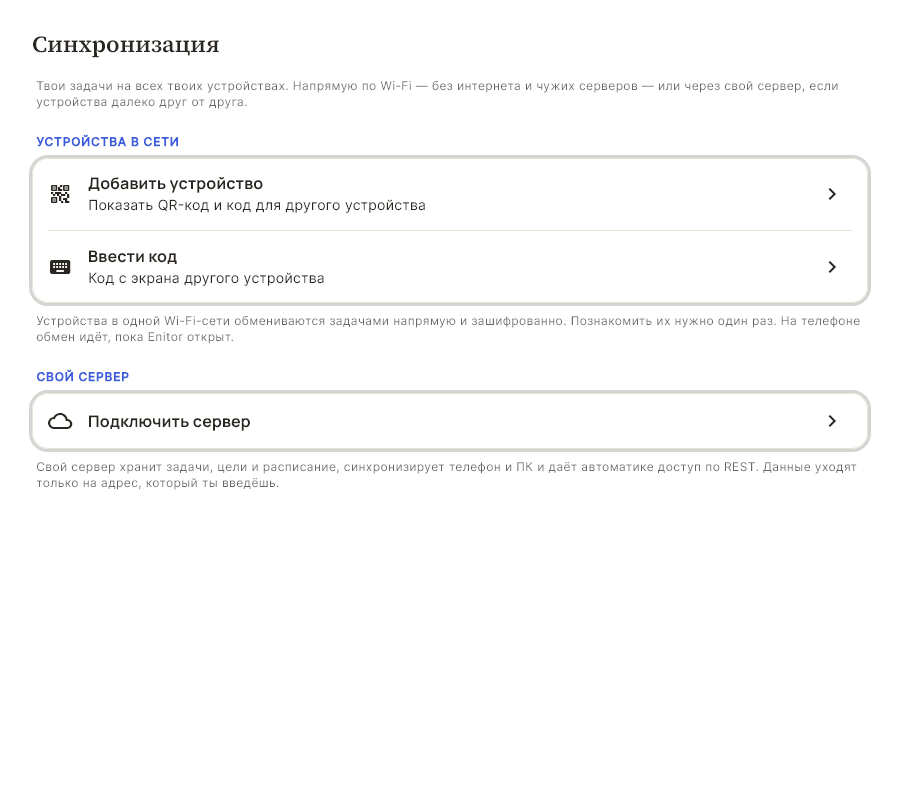 Синхронизация
Твои задачи на всех твоих устройствах. Напрямую по Wi-Fi — без интернета и чужих серверов — или через свой сервер, если
устройства далеко друг от друга.
УСТРОЙСТВА В СЕТИ
Добавить устройство
Показать QR-код и код для другого устройства
Ввести код
Код с экрана другого устройства
Устройства в одной Wi-Fi-сети обмениваются задачами напрямую и зашифрованно. Познакомить их нужно один раз. На телефоне
обмен идёт, пока Enitor открыт.
СВОЙ СЕРВЕР
Подключить сервер
Свой сервер хранит задачи, цели и расписание, синхронизирует телефон и ПК и даёт автоматике доступ по REST. Данные уходят
только на адрес, который ты введёшь.